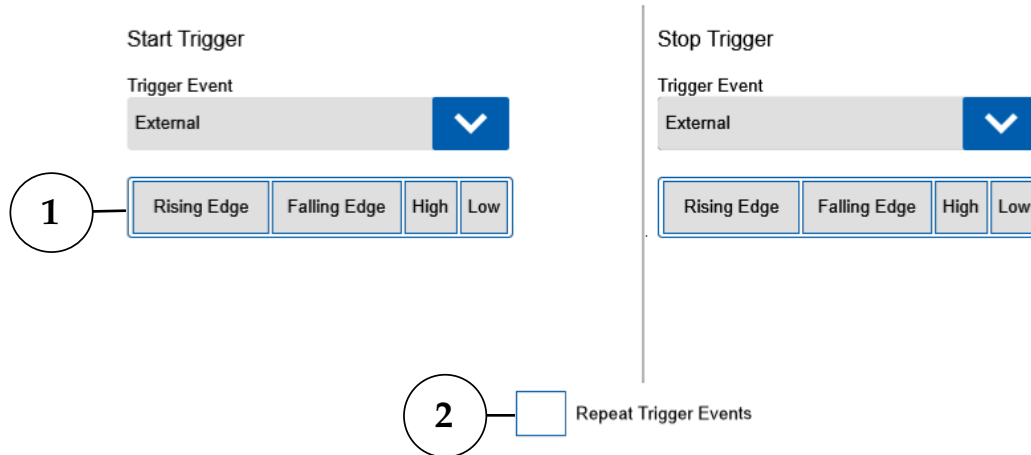 Start Trigger
Trigger Event
External
1
Rising Edge Falling Edge High Low
Stop Trigger
Trigger Event
External
Rising Edge Falling Edge High Low
2
Repeat Trigger Events